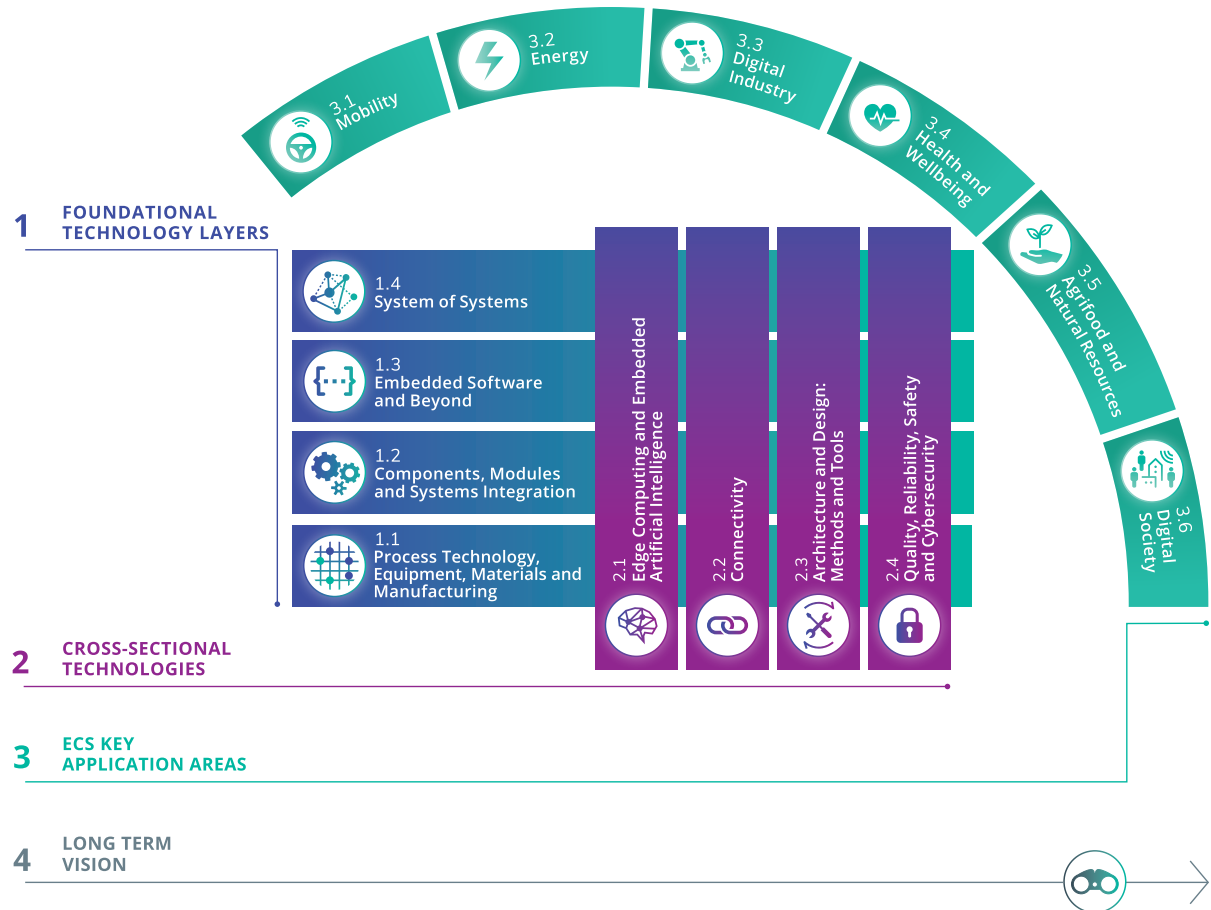 3.1
Mobility
3.2
Energy
3.3
Digital
Industry
3.4
Health and
Wellbeing
3.5
Agrifood and
Natural Resources
3.6
Digital
Society
1
FOUNDATIONAL
TECHNOLOGY LAYERS
1.4
System of Systems
1.3
Embedded Software
and Beyond
1.2
Components, Modules
and Systems Integration
1.1
Process Technology,
Equipment, Materials and
Manufacturing
2.1
Edge Computing and Embedded
Artificial Intelligence
2.2
Connectivity
2.3
Architecture and Design:
Methods and Tools
2.4
Quality, Reliability, Safety
and Cybersecurity
2
CROSS-SECTIONAL
TECHNOLOGIES
3
ECS KEY
APPLICATION AREAS
4
LONG TERM
VISION